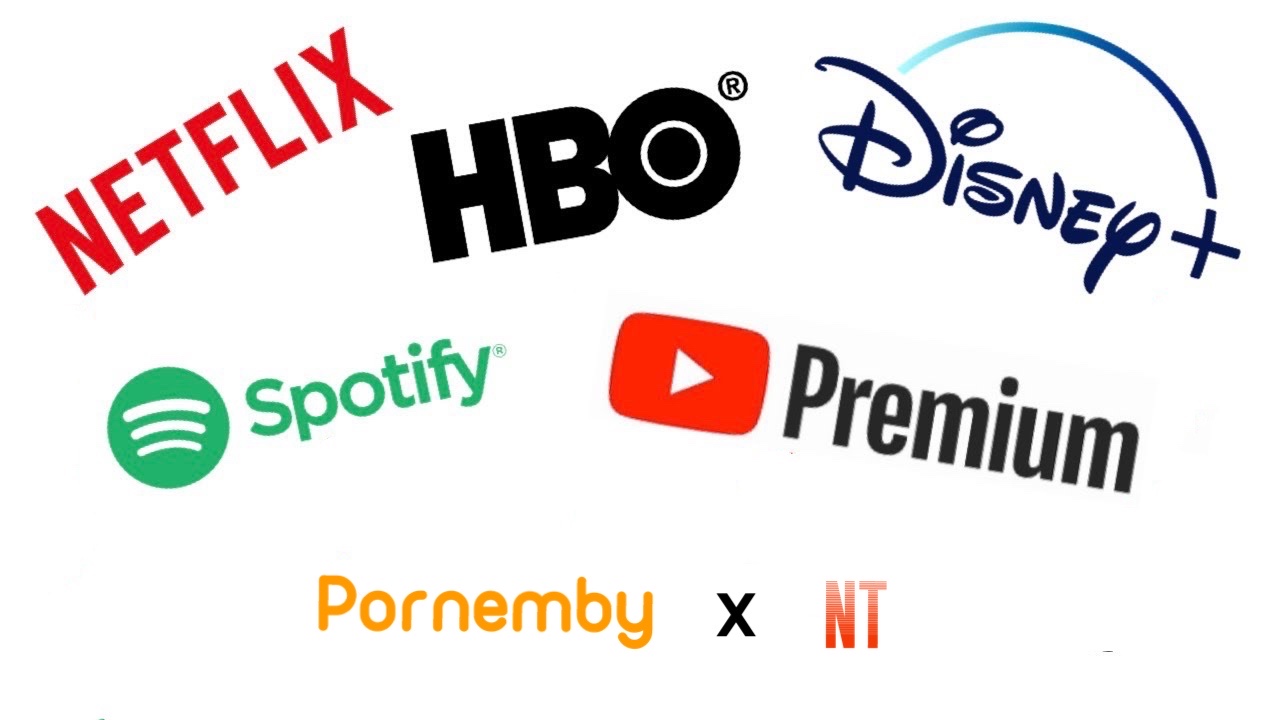 NETFLIX
HBO®
Disney+
Spotify®
Premium
Pornemby x NT